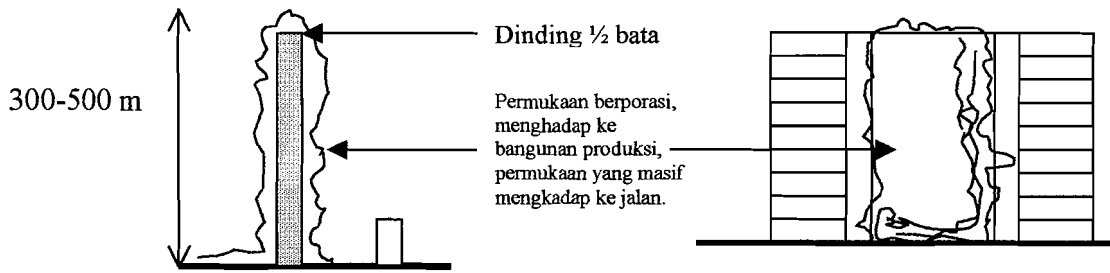 Dinding ½ bata
300-500 m
Permukaan berporasi,
menghadap ke
bangunan produksi,
permukaan yang masif
mengkadap ke jalan.